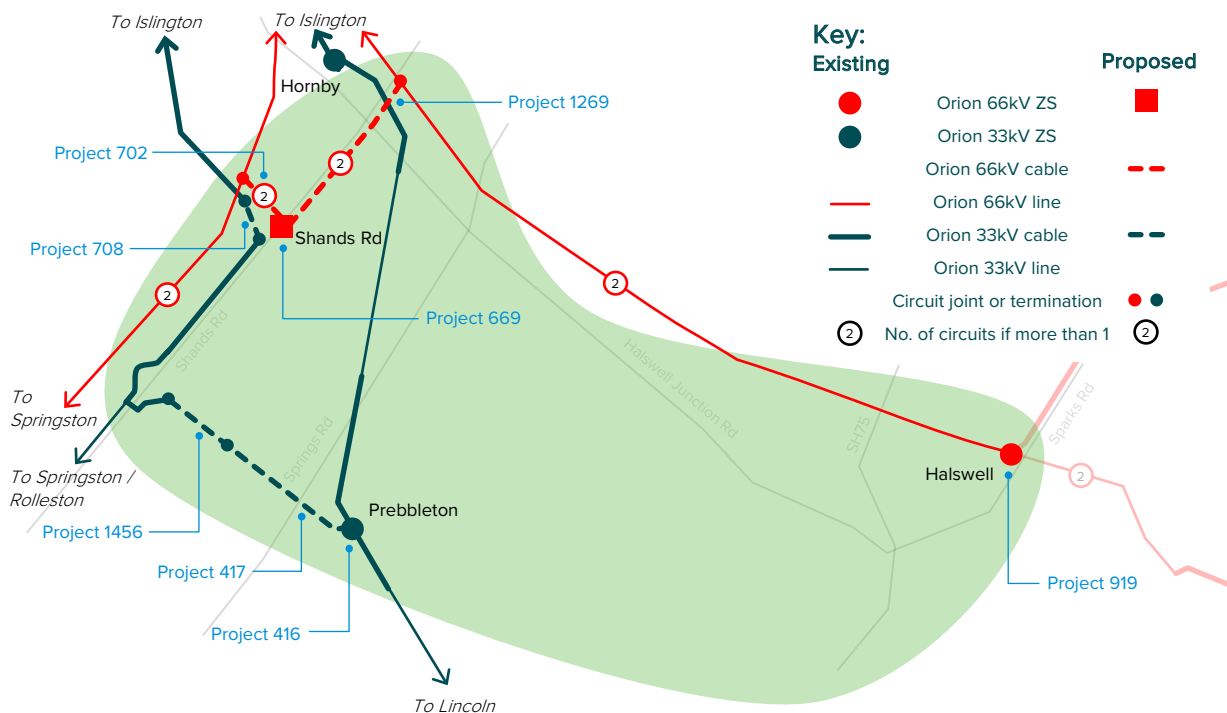 To Islington
To Islington
Hornby
Project 1269
Project 702
Project 708
Shands Rd
Project 669
Shands Rd
To
Springston
To Springston /
Rolleston
Springs Rd
Halswell Junction Rd
SH75
Sparks Rd
Halswell
Prebbleton
Project 1456
Project 417
Project 416
Project 919
To Lincoln
2
2
2
2
2
Key:
Existing
Proposed
Orion 66kV ZS
Orion 33kV ZS
Orion 66kV cable
Orion 66kV line
Orion 33kV cable
Orion 33kV line
Circuit joint or termination
2 No. of circuits if more than 1 2